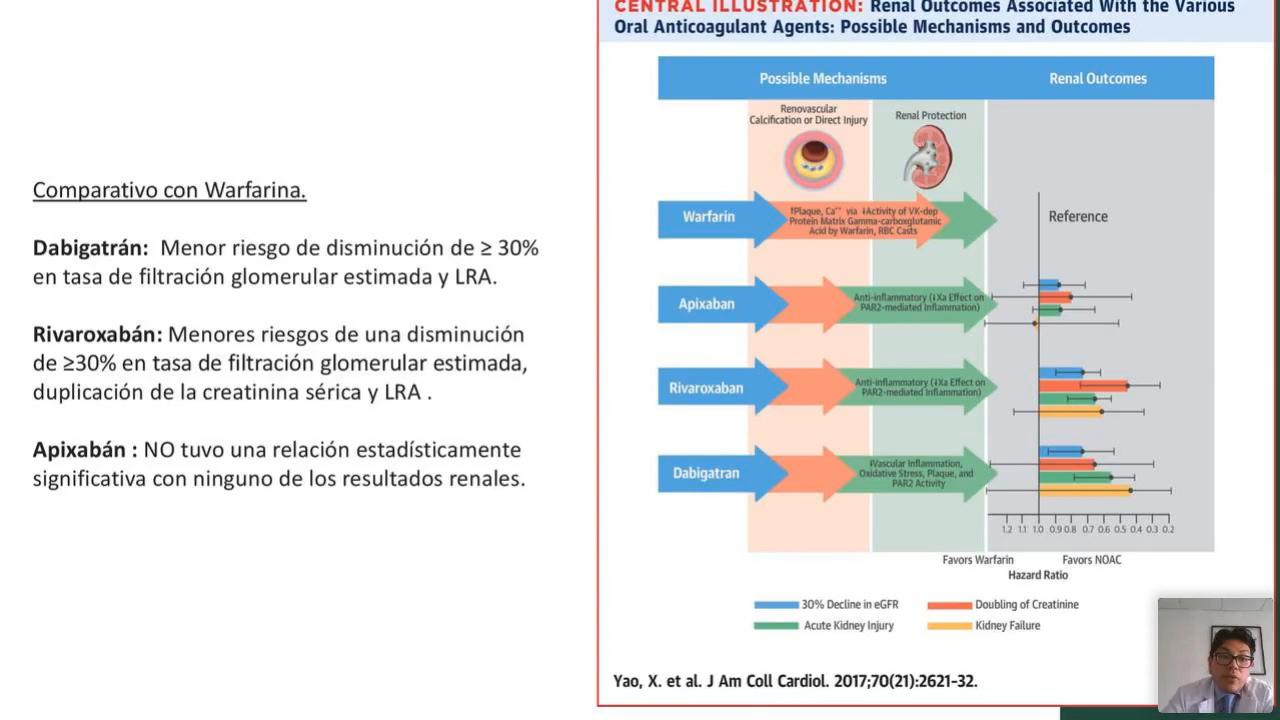 Comparativo con Warfarina.
Dabigatrán: Menor riesgo de disminución de ≥ 30%
en tasa de filtración glomerular estimada y LRA.
Rivaroxabán: Menores riesgos de una disminución
de ≥30% en tasa de filtración glomerular estimada,
duplicación de la creatinina sérica y LRA .
Apixabán : NO tuvo una relación estadísticamente
significativa con ninguno de los resultados renales.
CENTRAL ILLUSTRATION: Renal Outcomes Associated With the Various
Oral Anticoagulant Agents: Possible Mechanisms and Outcomes
Possible Mechanisms
Renal Outcomes
Renovascular
Calcification or Direct Injury
Renal Protection
Warfarin
↑Plaque, Ca⁺⁺ via ↓Activity of VK-dep
Protein Matrix Gamma-carboxglutamic
Acid by Warfarin, RBC Casts
Reference
Apixaban
Anti-inflammatory (↓Xa Effect on
PAR2-mediated Inflammation)
Rivaroxaban
Anti-inflammatory (↓Xa Effect on
PAR2-mediated Inflammation)
Dabigatran
↓Vascular Inflammation,
Oxidative Stress, Plaque, and
PAR2 Activity
1.2 1.1 1.0 0.9 0.8 0.7 0.6 0.5 0.4 0.3 0.2
Favors Warfarin Favors NOAC
Hazard Ratio
30% Decline in eGFR
Doubling of Creatinine
Acute Kidney Injury
Kidney Failure
Yao, X. et al. J Am Coll Cardiol. 2017;70(21):2621-32.